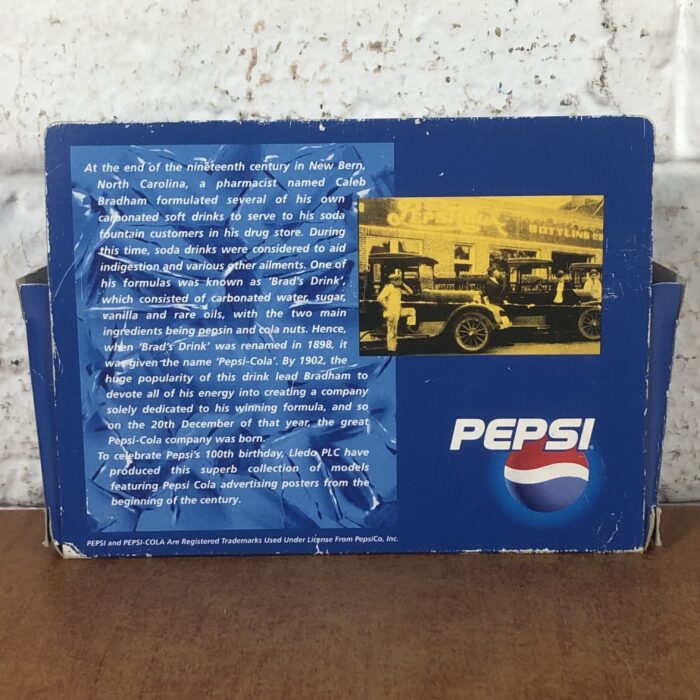 At the end of the nineteenth century in New Bern,
North Carolina, a pharmacist named Caleb
Bradham formulated several of his own
carbonated soft drinks to serve to his soda
fountain customers in his drug store. During
this time, soda drinks were considered to aid
indigestion and various other ailments. One of
his formulas was known as 'Brad's Drink',
which consisted of carbonated water, sugar,
vanilla and rare oils, with the two main
ingredients being pepsin and cola nuts. Hence,
when 'Brad's Drink' was renamed in 1898, it
was given the name 'Pepsi-Cola'. By 1902, the
huge popularity of this drink lead Bradham to
devote all of his energy into creating a company
solely dedicated to his winning formula, and so
on the 20th December of that year, the great
Pepsi-Cola company was born.
To celebrate Pepsi's 100th birthday, Lledo PLC have
produced this superb collection of models
featuring Pepsi Cola advertising posters from the
beginning of the century.
PEPSI and PEPSI-COLA Are Registered Trademarks Used Under License From PepsiCo, Inc.
BOTTLING
PEPSI®